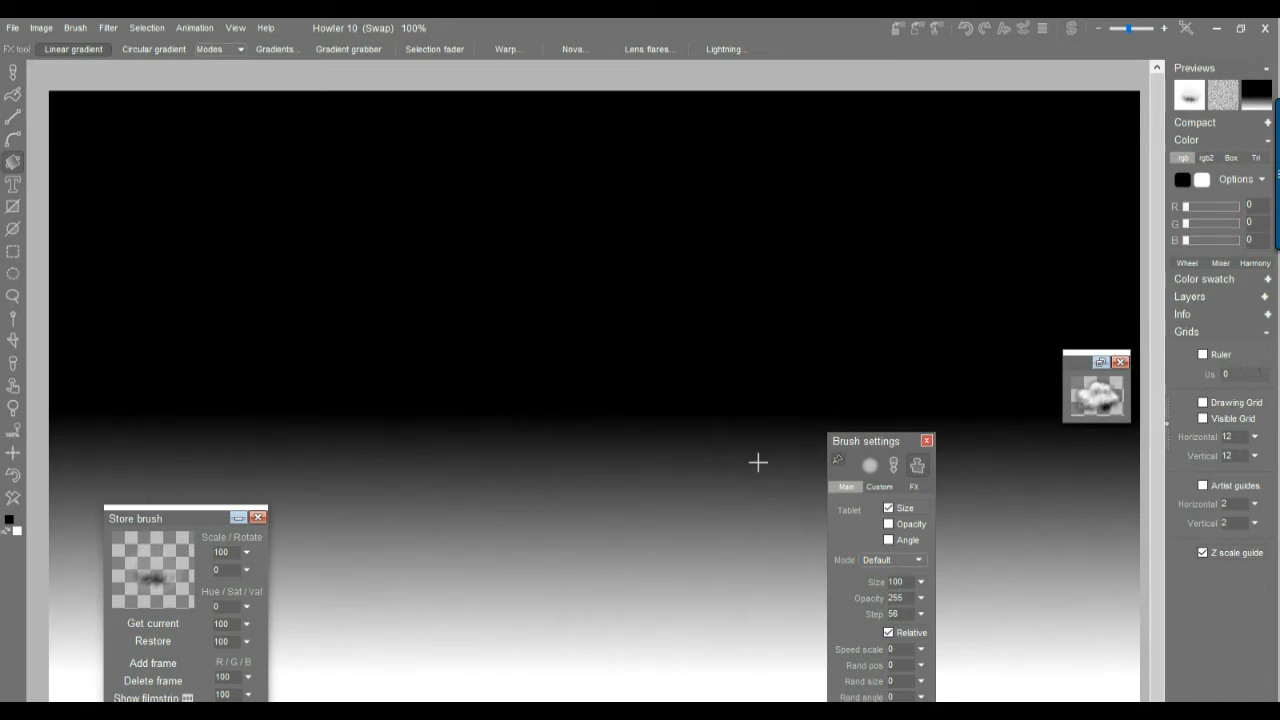 File Image Brush Filter Selection Animation View Help Howler 10 (Swap) 100%
FX tool Linear gradient Circular gradient Modes Gradients... Gradient grabber Selection fader Warp... Nova... Lens flares... Lightning...
Previews
Compact
Color
rgb rgb2 Box Tri
Options
R 0
G 0
B 0
Wheel Mixer Harmony
Color swatch
Layers
Info
Grids
Ruler
Us 0
Drawing Grid
Visible Grid
Horizontal 12
Vertical 12
Artist guides
Horizontal 2
Vertical 2
Z scale guide
Brush settings
Main Custom FX
Tablet Size
Opacity
Angle
Mode Default
Size 100
Opacity 255
Step 56
Relative
Speed scale 0
Rand pos 0
Rand size 0
Rand angle 0
Store brush
Scale / Rotate
100
0
Hue / Sat / Val
0
Get current 100
Restore 100
Add frame R / G / B
Delete frame 100
Show filmstrip 100